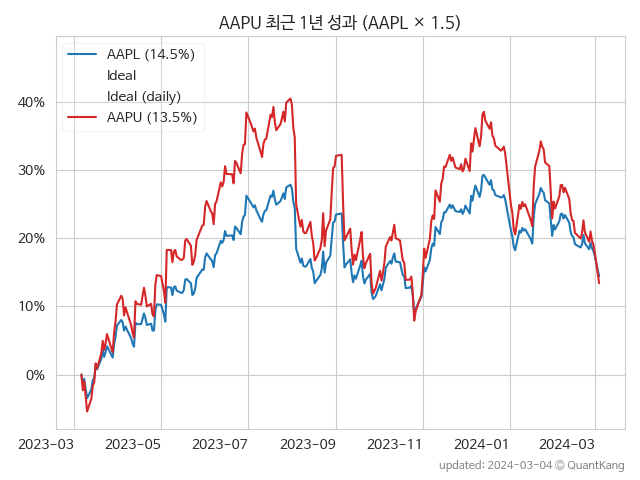 AAPU 최근 1년 성과 (AAPL × 1.5)
AAPL (14.5%)
Ideal
Ideal (daily)
AAPU (13.5%)
40%
30%
20%
10%
0%
2023-03 2023-05 2023-07 2023-09 2023-11 2024-01 2024-03
updated: 2024-03-04 © QuantKang